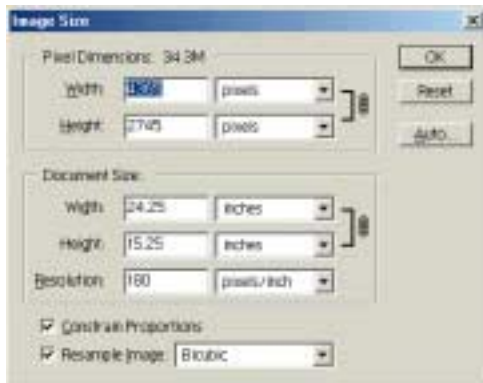 Image Size
Pixel Dimensions: 34.3M
OK
Width: 4365 pixels
Reset
Height: 2745 pixels
Auto...
Document Size:
Width: 24.25 inches
Height: 15.25 inches
Resolution: 180 pixels/inch
Constrain Proportions
Resample Image: Bicubic